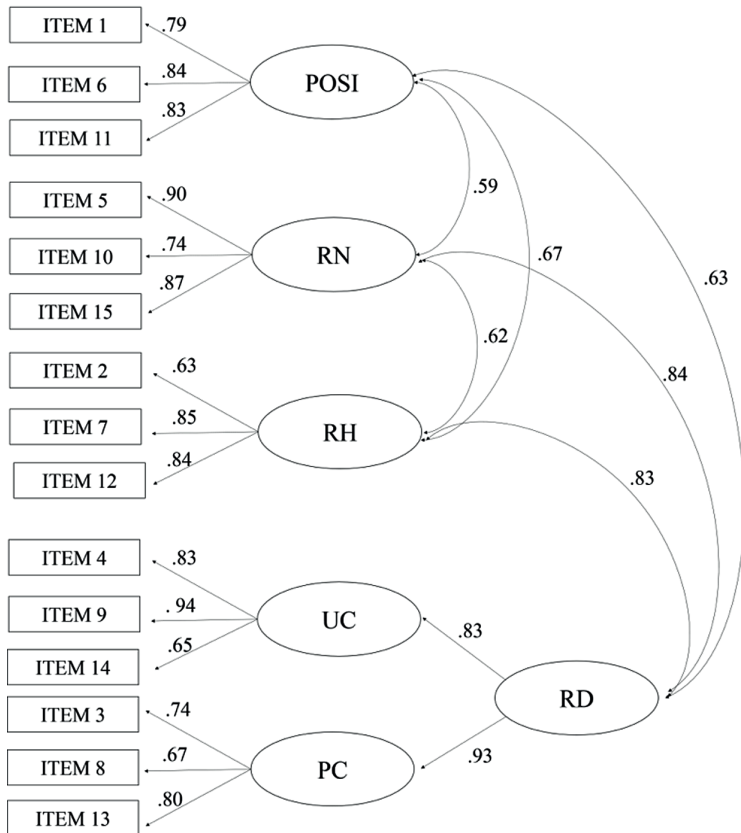 ITEM 1
.79
ITEM 6
.84
POSI
ITEM 11
.83
ITEM 5
.90
.59
ITEM 10
.74
RN
.67
ITEM 15
.87
.63
ITEM 2
.63
.62
.84
ITEM 7
.85
RH
ITEM 12
.84
.83
ITEM 4
.83
ITEM 9
. 94
UC
.83
ITEM 14
.65
RD
ITEM 3
.74
ITEM 8
.67
PC
.93
ITEM 13
.80